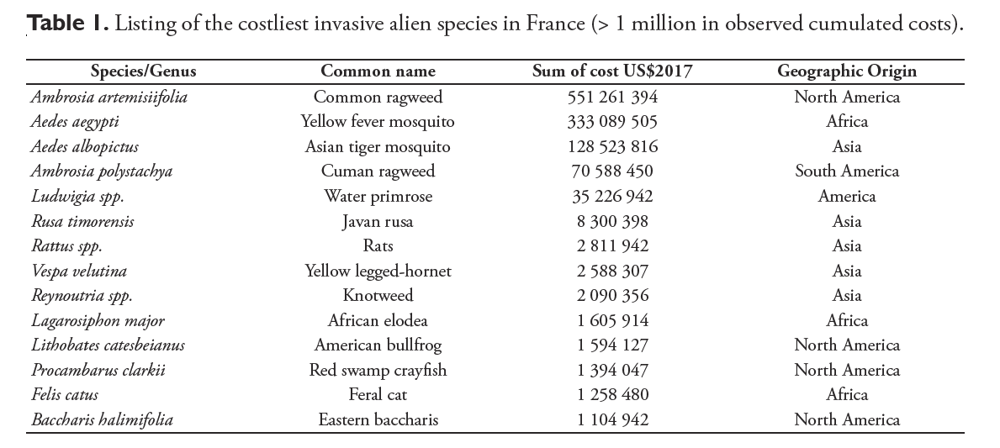 Table 1. Listing of the costliest invasive alien species in France (> 1 million in observed cumulated costs).
Species/Genus Common name Sum of cost US$2017 Geographic Origin
Ambrosia artemisiifolia Common ragweed 551 261 394 North America
Aedes aegypti Yellow fever mosquito 333 089 505 Africa
Aedes albopictus Asian tiger mosquito 128 523 816 Asia
Ambrosia polystachya Cuman ragweed 70 588 450 South America
Ludwigia spp. Water primrose 35 226 942 America
Rusa timorensis Javan rusa 8 300 398 Asia
Rattus spp. Rats 2 811 942 Asia
Vespa velutina Yellow legged-hornet 2 588 307 Asia
Reynoutria spp. Knotweed 2 090 356 Asia
Lagarosiphon major African elodea 1 605 914 Africa
Lithobates catesbeianus American bullfrog 1 594 127 North America
Procambarus clarkii Red swamp crayfish 1 394 047 North America
Felis catus Feral cat 1 258 480 Africa
Baccharis halimifolia Eastern baccharis 1 104 942 North America